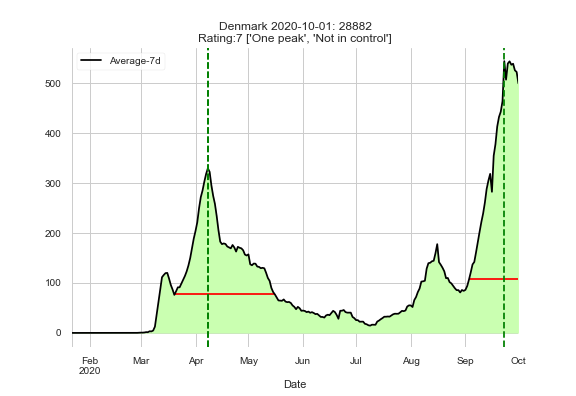 Denmark 2020-10-01: 28882
Rating:7 ['One peak', 'Not in control']
Average-7d
500
400
300
200
100
0
Feb Mar Apr May Jun Jul Aug Sep Oct
2020
Date